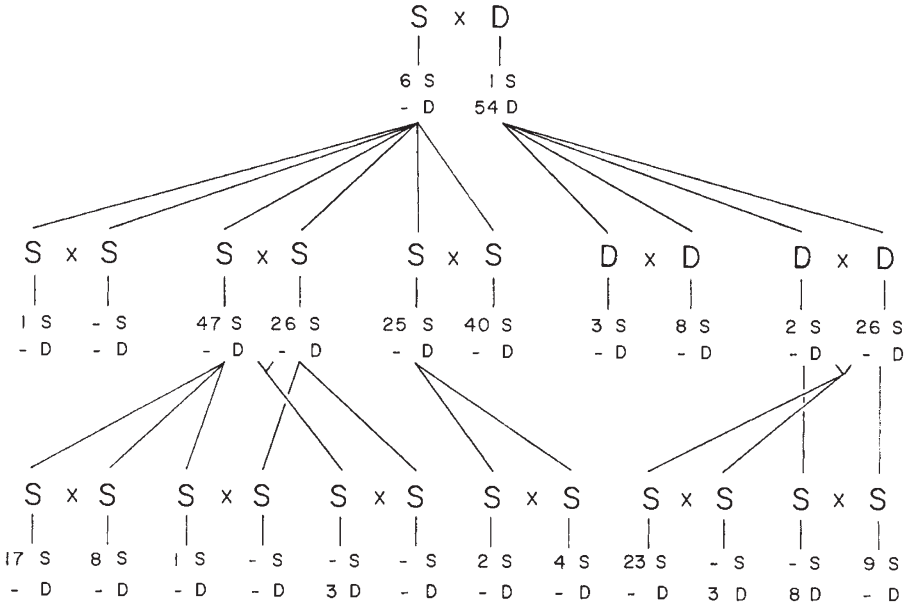 S x D
6 S 1 S
- D 54 D
S x S S x S S x S D x D D x D
1 S - S 47 S 26 S 25 S 40 S 3 S 8 S 2 S 26 S
- D - D - D - D - D - D - D - D - D
S x S S x S S x S S x S S x S S x S
17 S 8 S 1 S - S - S - S 2 S 4 S 23 S - S - S 9 S
- D - D - D - D 3 D - D - D - D - D 3 D 8 D - D